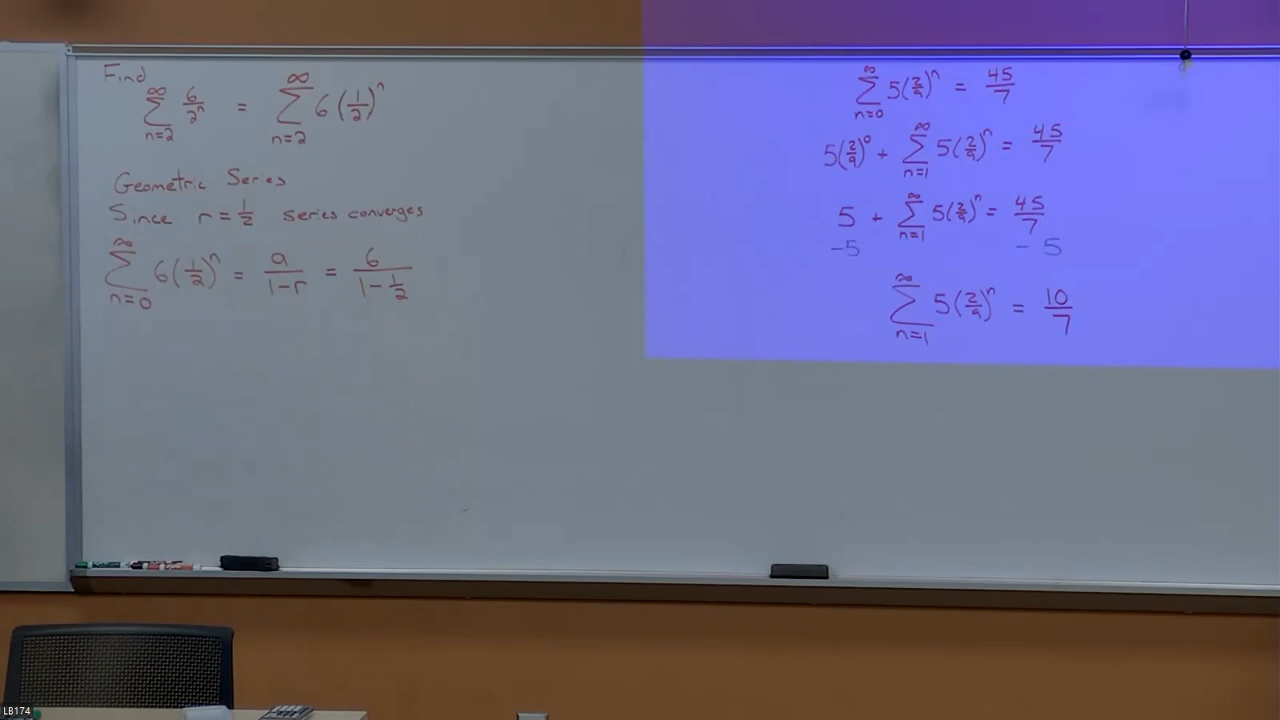 Find
∞∑n=2 6/2ⁿ = ∞∑n=2 6(1/2)ⁿ
Geometric Series
Since r = 1/2 series converges
∞∑n=0 6(1/2)ⁿ = a/(1-r) = 6/(1-1/2)
∞∑n=0 5(2/9)ⁿ = 45/7
5(2/9)⁰ + ∞∑n=1 5(2/9)ⁿ = 45/7
5 + ∞∑n=1 5(2/9)ⁿ = 45/7
-5 - 5
∞∑n=1 5(2/9)ⁿ = 10/7
LB174